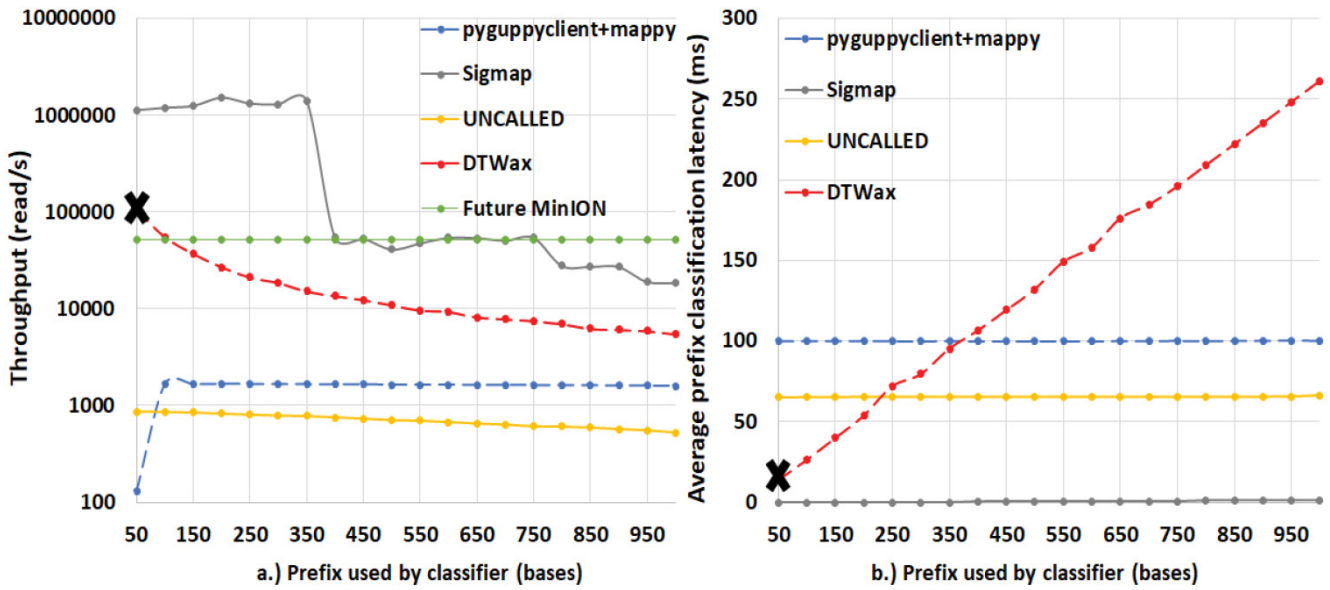 10000000
1000000
100000
10000
1000
100
Throughput (read/s)
pyguppyclient+mappy
Sigmap
UNCALLED
DTWax
Future MinION
50 150 250 350 450 550 650 750 850 950
a.) Prefix used by classifier (bases)
300
250
200
150
100
50
0
Average prefix classification latency (ms)
pyguppyclient+mappy
Sigmap
UNCALLED
DTWax
50 150 250 350 450 550 650 750 850 950
b.) Prefix used by classifier (bases)